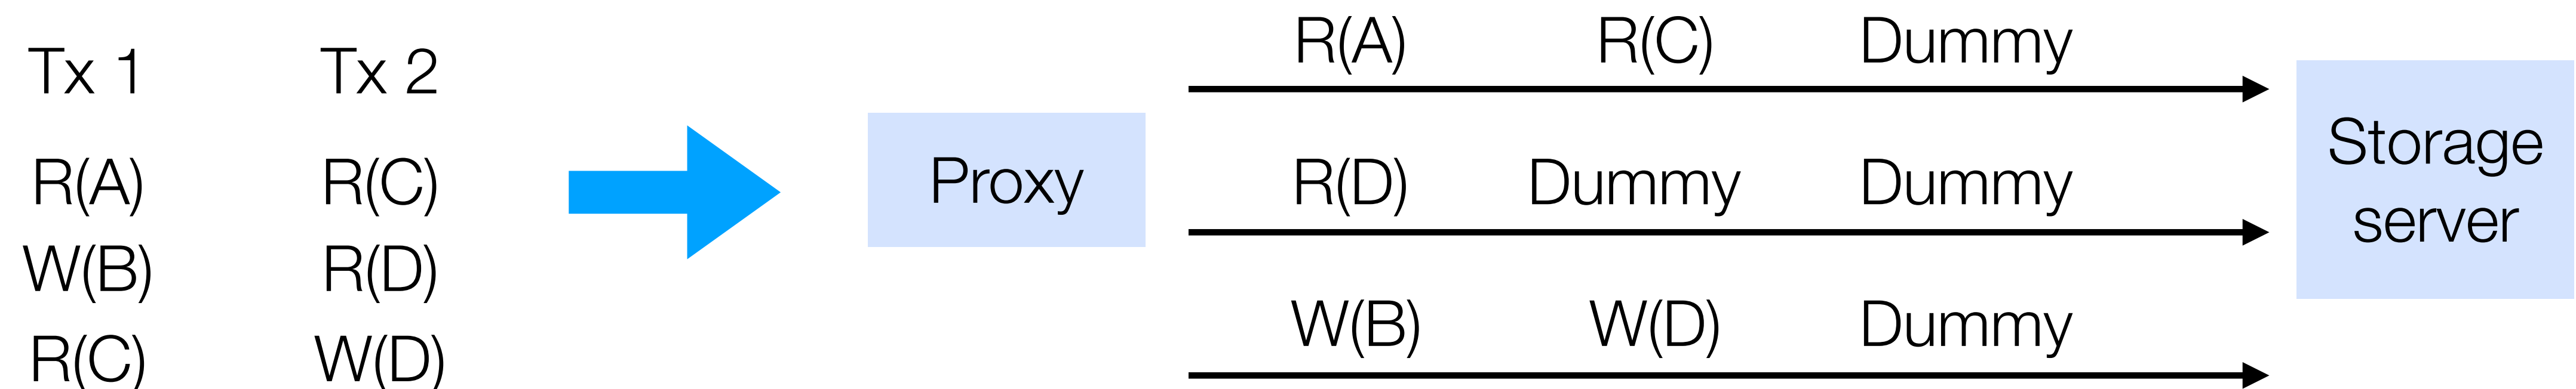 Tx 1 Tx 2
R(A) R(C)
W(B) R(D)
R(C) W(D)
Proxy
R(A) R(C) Dummy
R(D) Dummy Dummy
W(B) W(D) Dummy
Storage
server